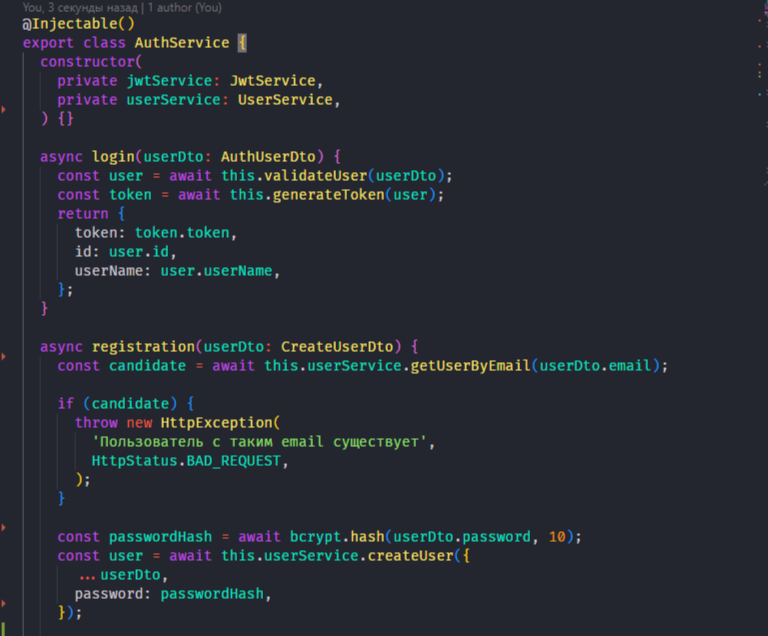 You, 3 секунды назад | 1 author (You)
@Injectable()
export class AuthService {
  constructor(
    private jwtService: JwtService,
    private userService: UserService,
  ) {}

  async login(userDto: AuthUserDto) {
    const user = await this.validateUser(userDto);
    const token = await this.generateToken(user);
    return {
      token: token.token,
      id: user.id,
      userName: user.userName,
    };
  }

  async registration(userDto: CreateUserDto) {
    const candidate = await this.userService.getUserByEmail(userDto.email);

    if (candidate) {
      throw new HttpException(
        'Пользователь с таким email существует',
        HttpStatus.BAD_REQUEST,
      );
    }

    const passwordHash = await bcrypt.hash(userDto.password, 10);
    const user = await this.userService.createUser({
      ...userDto,
      password: passwordHash,
    });